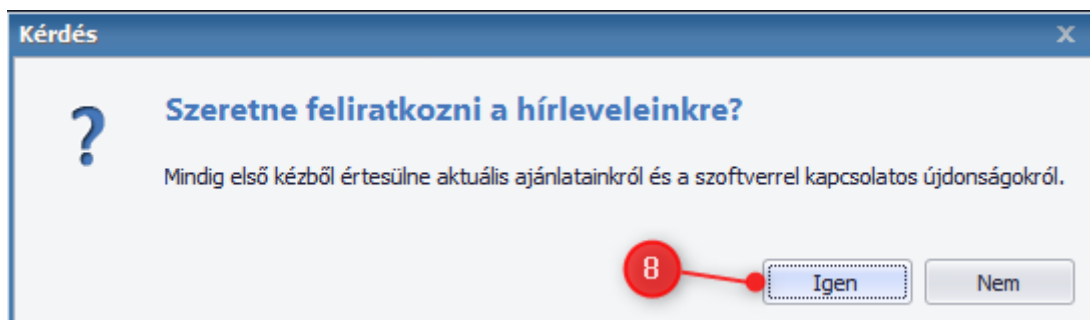 Kérdés
X
?
Szeretne feliratkozni a hírleveleinkre?
Mindig első kézből értesülne aktuális ajánlatainkról és a szoftverrel kapcsolatos újdonságokról.
8
Igen
Nem